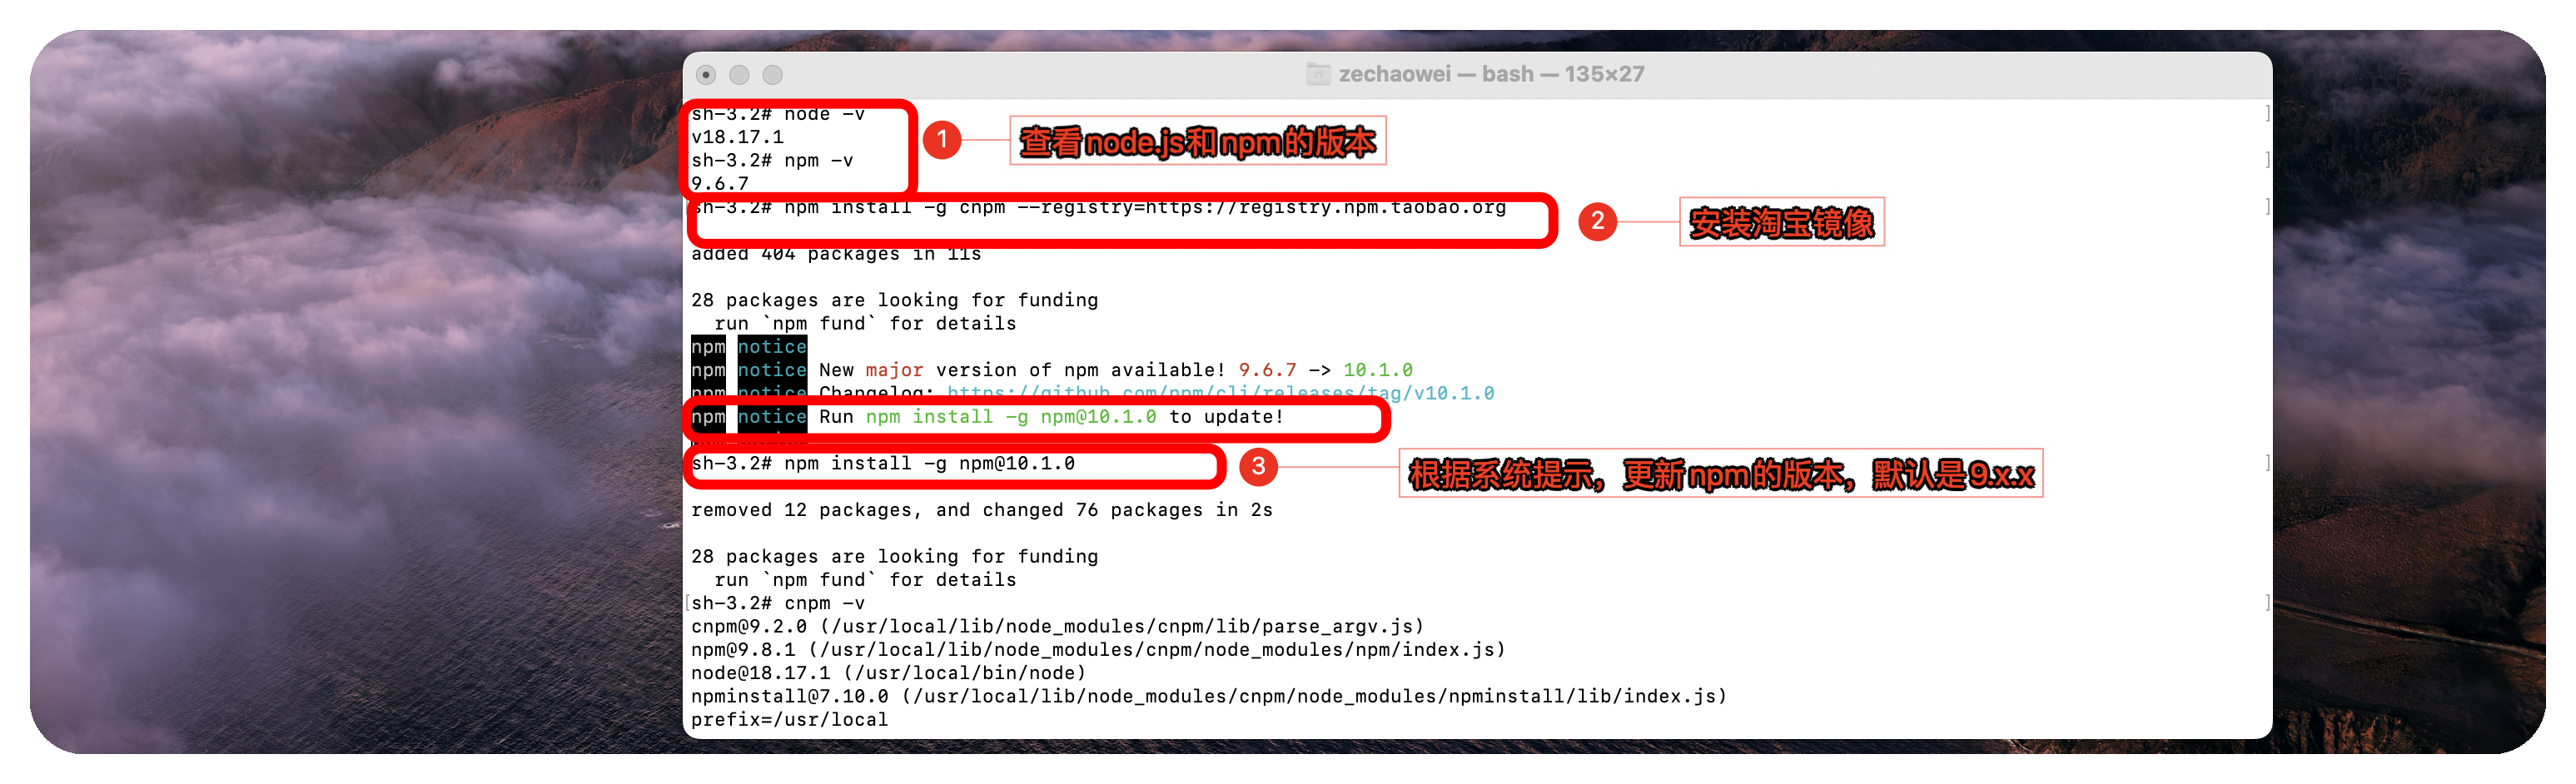 zechaowei — bash — 135×27
sh-3.2# node -v
v18.17.1
sh-3.2# npm -v
9.6.7
1
查看node.js和npm的版本
sh-3.2# npm install -g cnpm --registry=https://registry.npm.taobao.org
2
安装淘宝镜像
added 404 packages in 11s
28 packages are looking for funding
run `npm fund` for details
npm notice
npm notice New major version of npm available! 9.6.7 -> 10.1.0
npm notice Changelog: https://github.com/npm/cli/releases/tag/v10.1.0
npm notice Run npm install -g npm@10.1.0 to update!
npm notice
sh-3.2# npm install -g npm@10.1.0
3
根据系统提示，更新npm的版本，默认是9.x.x
removed 12 packages, and changed 76 packages in 2s
28 packages are looking for funding
run `npm fund` for details
[sh-3.2# cnpm -v
cnpm@9.2.0 (/usr/local/lib/node_modules/cnpm/lib/parse_argv.js)
npm@9.8.1 (/usr/local/lib/node_modules/cnpm/node_modules/npm/index.js)
node@18.17.1 (/usr/local/bin/node)
npminstall@7.10.0 (/usr/local/lib/node_modules/cnpm/node_modules/npminstall/lib/index.js)
prefix=/usr/local